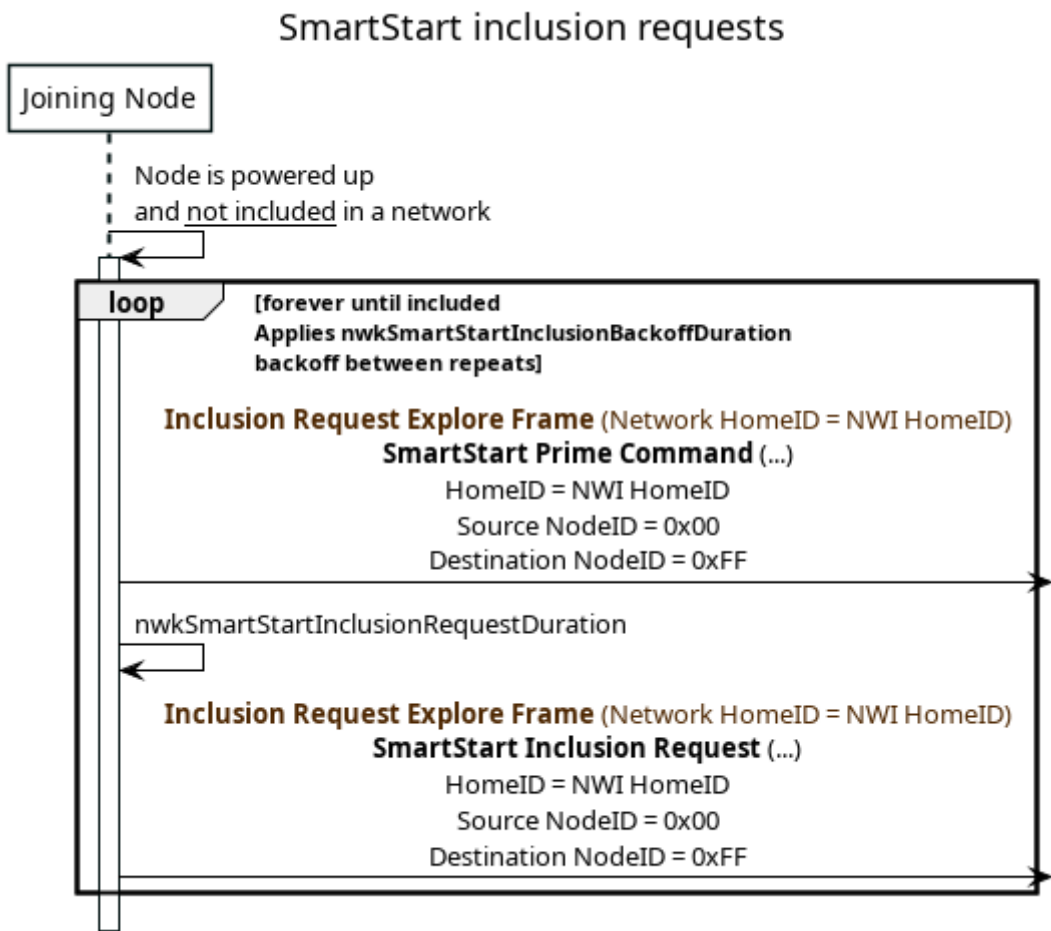 SmartStart inclusion requests
Joining Node
Node is powered up
and not included in a network
loop
[forever until included
Applies nwkSmartStartInclusionBackoffDuration
backoff between repeats]
Inclusion Request Explore Frame (Network HomeID = NWI HomeID)
SmartStart Prime Command (...)
HomeID = NWI HomeID
Source NodeID = 0x00
Destination NodeID = 0xFF
nwkSmartStartInclusionRequestDuration
Inclusion Request Explore Frame (Network HomeID = NWI HomeID)
SmartStart Inclusion Request (...)
HomeID = NWI HomeID
Source NodeID = 0x00
Destination NodeID = 0xFF